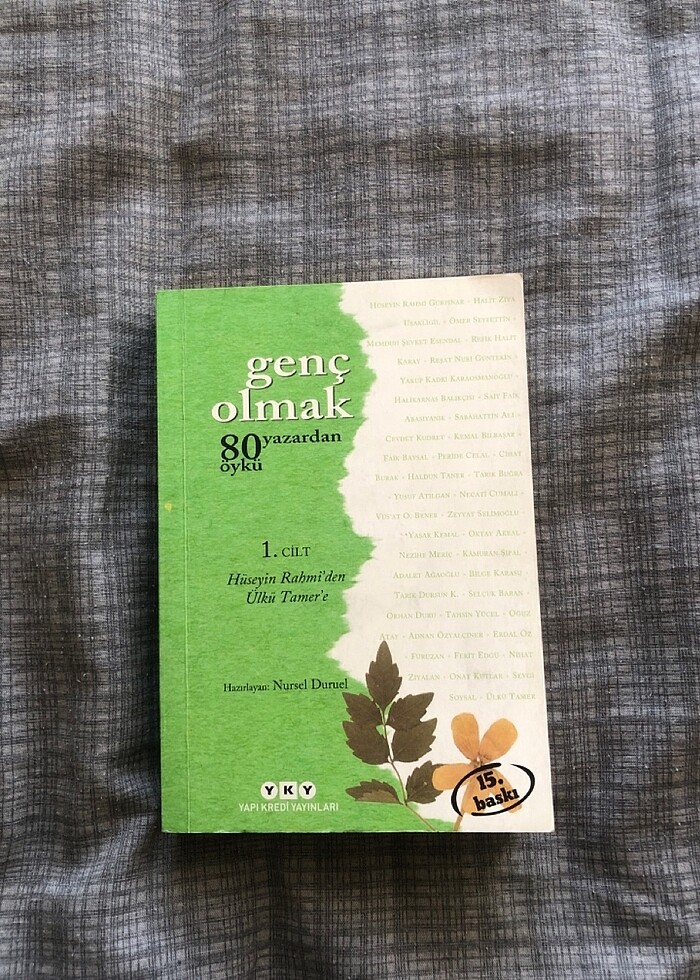 genç
olmak
80 yazardan
öykü
1. CİLT
Hüseyin Rahmi'den
Ülkü Tamer'e
Hazırlayan: Nursel Duruel
YKY
YAPI KREDİ YAYINLARI
HÜSEYİN RAHMİ GÜRPINAR - HALİT ZİYA
UŞAKLIGİL - ÖMER SEYFETTİN -
MEMDUH ŞEVKET ESENDAL - REFİK HALİT
KARAY - REŞAT NURİ GÜNTEKİN -
YAKUP KADRİ KARAOSMANOĞLU -
HALİKARNAS BALIKÇISI - SAİT FAİK
ABASIYANIK - SABAHATTİN ALİ -
CEVDET KUDRET - KEMAL BİLBAŞAR -
FAİK BAYSAL - PERİDE CELAL - CİHAT
BURAK - HALDUN TANER - TARIK BUĞRA
- YUSUF ATILGAN - NECATİ CUMALI -
VÜS'AT O. BENER - ZEYYAT SELİMOĞLU -
YAŞAR KEMAL - OKTAY AKBAL -
NEZİHE MERİÇ - KAMURAN ŞİPAL -
ADALET AĞAOĞLU - BİLGE KARASU -
TARIK DURSUN K. - SELÇUK BARAN -
ORHAN DURU - TAHSİN YÜCEL - OĞUZ
ATAY - ADNAN ÖZYALÇINER - ERDAL ÖZ
- FÜRUZAN - FERİT EDGÜ - NİHAT
ZİYALAN - ONAT KUTLAR - SEVGİ
SOYSAL - ÜLKÜ TAMER
15.
baskı